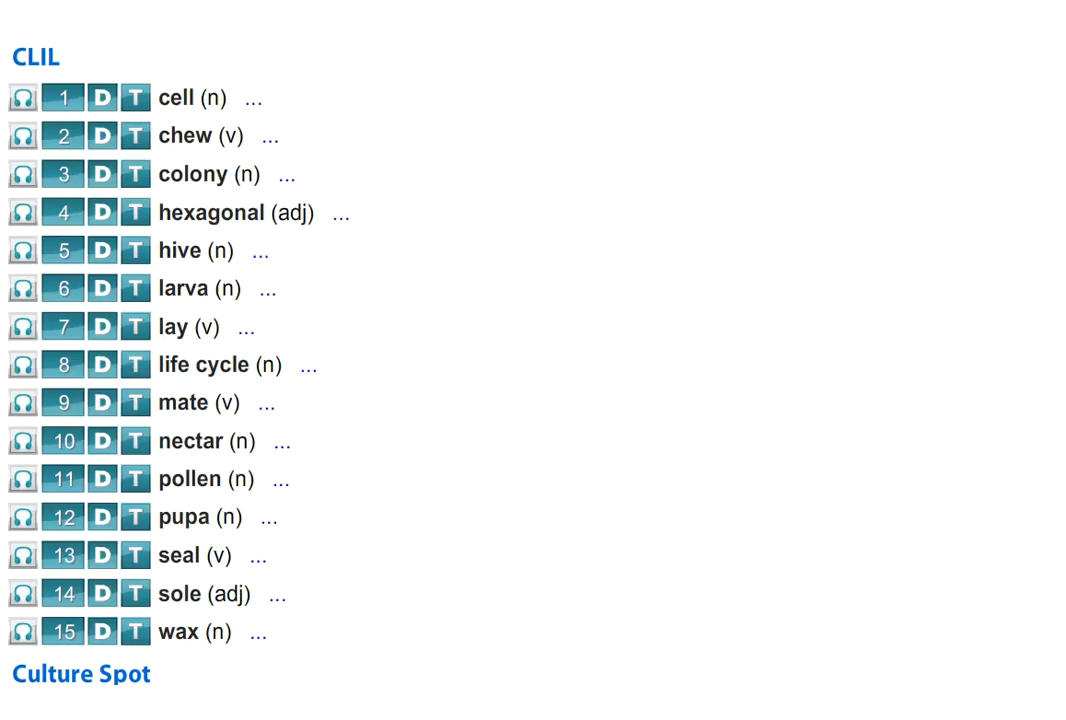 CLIL
1 D T cell (n) ...
2 D T chew (v) ...
3 D T colony (n) ...
4 D T hexagonal (adj) ...
5 D T hive (n) ...
6 D T larva (n) ...
7 D T lay (v) ...
8 D T life cycle (n) ...
9 D T mate (v) ...
10 D T nectar (n) ...
11 D T pollen (n) ...
12 D T pupa (n) ...
13 D T seal (v) ...
14 D T sole (adj) ...
15 D T wax (n) ...
Culture Spot